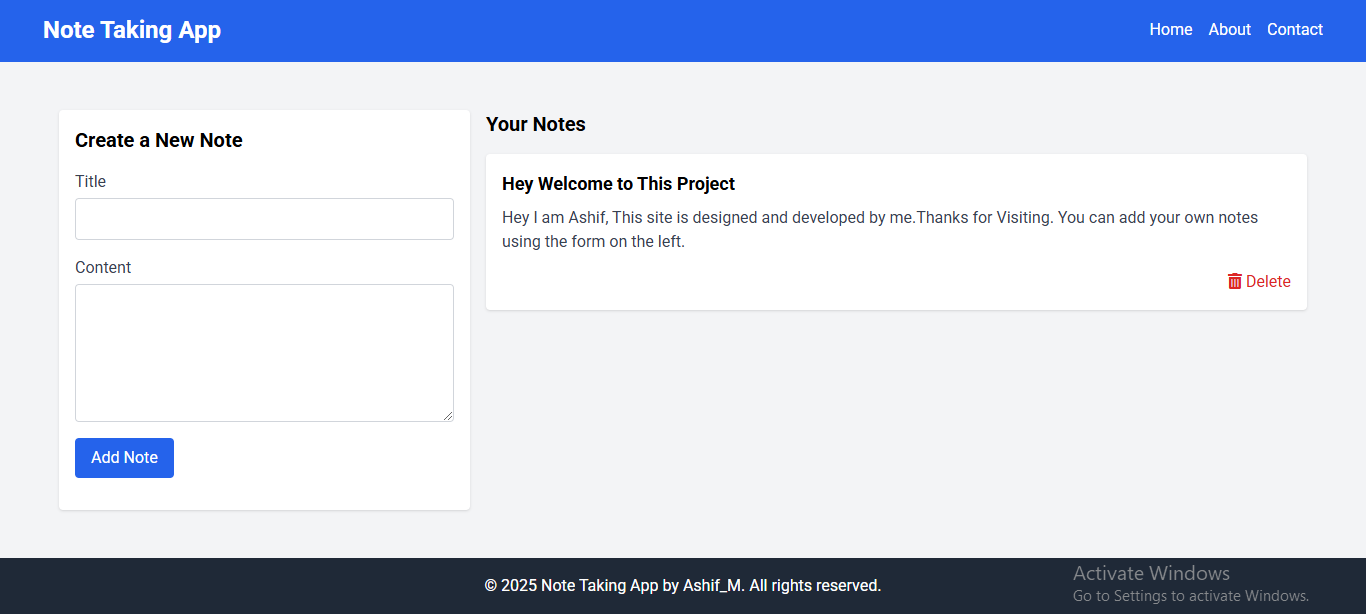 Note Taking App
Home About Contact
Create a New Note
Title
Content
Add Note
Your Notes
Hey Welcome to This Project
Hey I am Ashif, This site is designed and developed by me.Thanks for Visiting. You can add your own notes
using the form on the left.
Delete
© 2025 Note Taking App by Ashif_M. All rights reserved.
Activate Windows
Go to Settings to activate Windows.